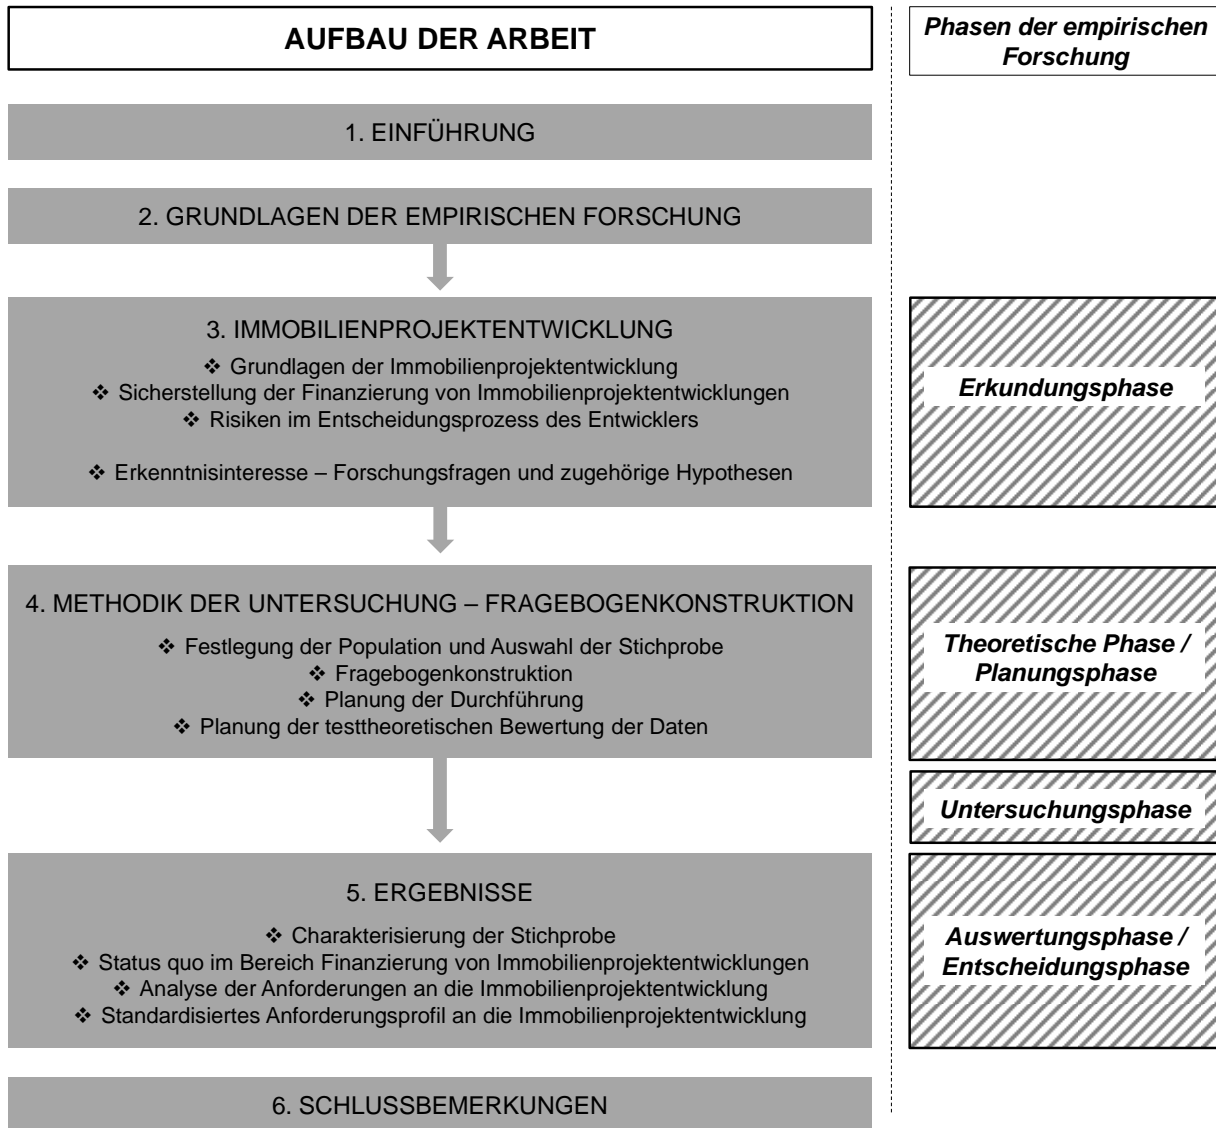 AUFBAU DER ARBEIT
Phasen der empirischen
Forschung
1. EINFÜHRUNG
2. GRUNDLAGEN DER EMPIRISCHEN FORSCHUNG
3. IMMOBILIENPROJEKTENTWICKLUNG
❖ Grundlagen der Immobilienprojektentwicklung
❖ Sicherstellung der Finanzierung von Immobilienprojektentwicklungen
❖ Risiken im Entscheidungsprozess des Entwicklers
❖ Erkenntnisinteresse – Forschungsfragen und zugehörige Hypothesen
Erkundungsphase
4. METHODIK DER UNTERSUCHUNG – FRAGEBOGENKONSTRUKTION
❖ Festlegung der Population und Auswahl der Stichprobe
❖ Fragebogenkonstruktion
❖ Planung der Durchführung
❖ Planung der testtheoretischen Bewertung der Daten
Theoretische Phase /
Planungsphase
Untersuchungsphase
5. ERGEBNISSE
❖ Charakterisierung der Stichprobe
❖ Status quo im Bereich Finanzierung von Immobilienprojektentwicklungen
❖ Analyse der Anforderungen an die Immobilienprojektentwicklung
❖ Standardisiertes Anforderungsprofil an die Immobilienprojektentwicklung
Auswertungsphase /
Entscheidungsphase
6. SCHLUSSBEMERKUNGEN